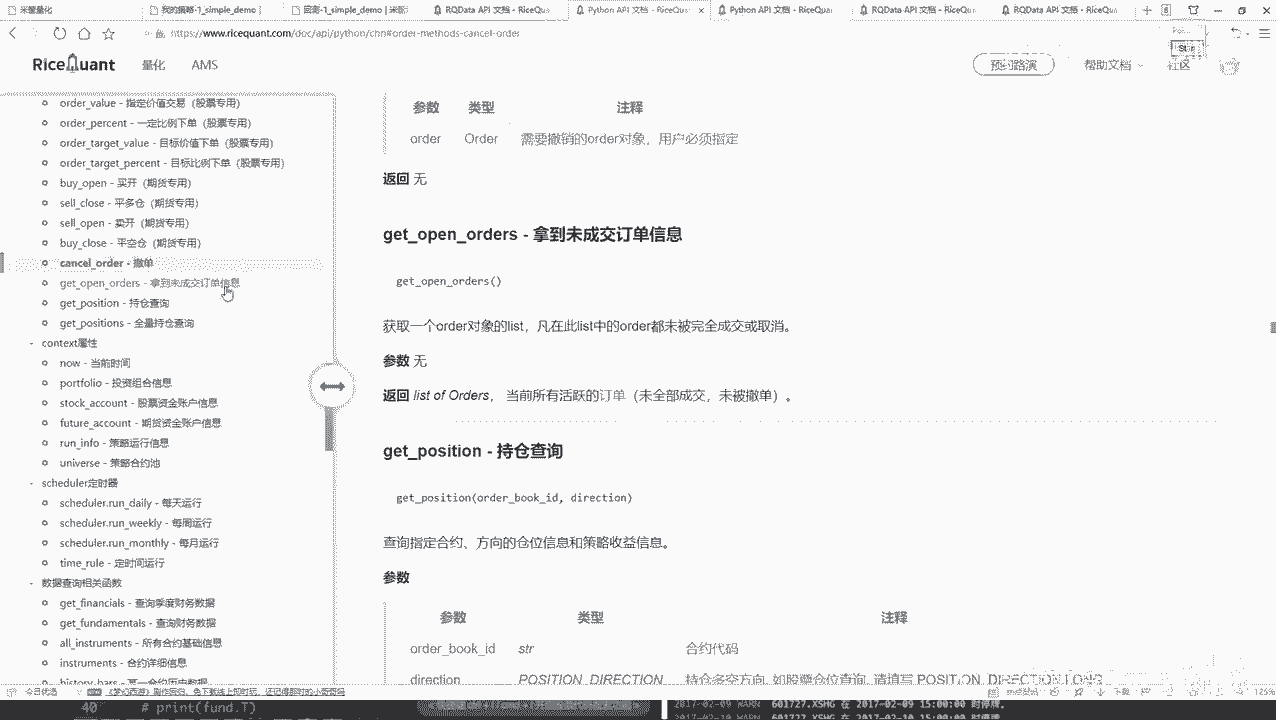 米筐量化
我的策略-1_simple_demo
回测-1_simple_demo | 米筐
RQData API 文档 - RiceQu
Python API 文档 - RiceQu
Python API 文档 - RiceQuan
RQData API 文档 - RiceQu
RQData API 文档 - RiceQu
https://www.ricequant.com/doc/api/python/chn#order-methods-cancel-order
RiceQuant
量化
AMS
预约路演
帮助文档
社区
order_value - 指定价值交易（股票专用）
order_percent - 一定比例下单（股票专用）
order_target_value - 目标价值下单（股票专用）
order_target_percent - 目标比例下单（股票专用）
buy_open - 买开（期货专用）
sell_close - 平多仓（期货专用）
sell_open - 卖开（期货专用）
buy_close - 平空仓（期货专用）
cancel_order - 撤单
get_open_orders - 拿到未成交订单信息
get_position - 持仓查询
get_positions - 全量持仓查询
context属性
now - 当前时间
portfolio - 投资组合信息
stock_account - 股票资金账户信息
future_account - 期货资金账户信息
run_info - 策略运行信息
universe - 策略合约池
scheduler定时器
scheduler.run_daily - 每天运行
scheduler.run_weekly - 每周运行
scheduler.run_monthly - 每月运行
time_rule - 定时间运行
数据查询相关函数
get_financials - 查询季度财务数据
get_fundamentals - 查询财务数据
all_instruments - 所有合约基础信息
instruments - 合约详细信息
history_bars - 某一合约历史数据
参数 类型 注释
order Order 需要撤销的order对象，用户必须指定
返回 无
get_open_orders - 拿到未成交订单信息
get_open_orders()
获取一个order对象的list，凡在此list中的order都未被完全成交或取消。
参数 无
返回 list of Orders， 当前所有活跃的订单（未全部成交，未被撤单）。
get_position - 持仓查询
get_position(order_book_id, direction)
查询指定合约、方向的仓位信息和策略收益信息。
参数
参数 类型 注释
order_book_id str 合约代码
direction POSITION_DIRECTION 持仓多空方向，如股票仓位查询，请填写 POSITION_DIRECTION.LONG
今日优选
125%
40 # print(fund.T)
2017-02-09 WARN 601727.XSHG 在 2017-02-09 15:00:00 时停牌。